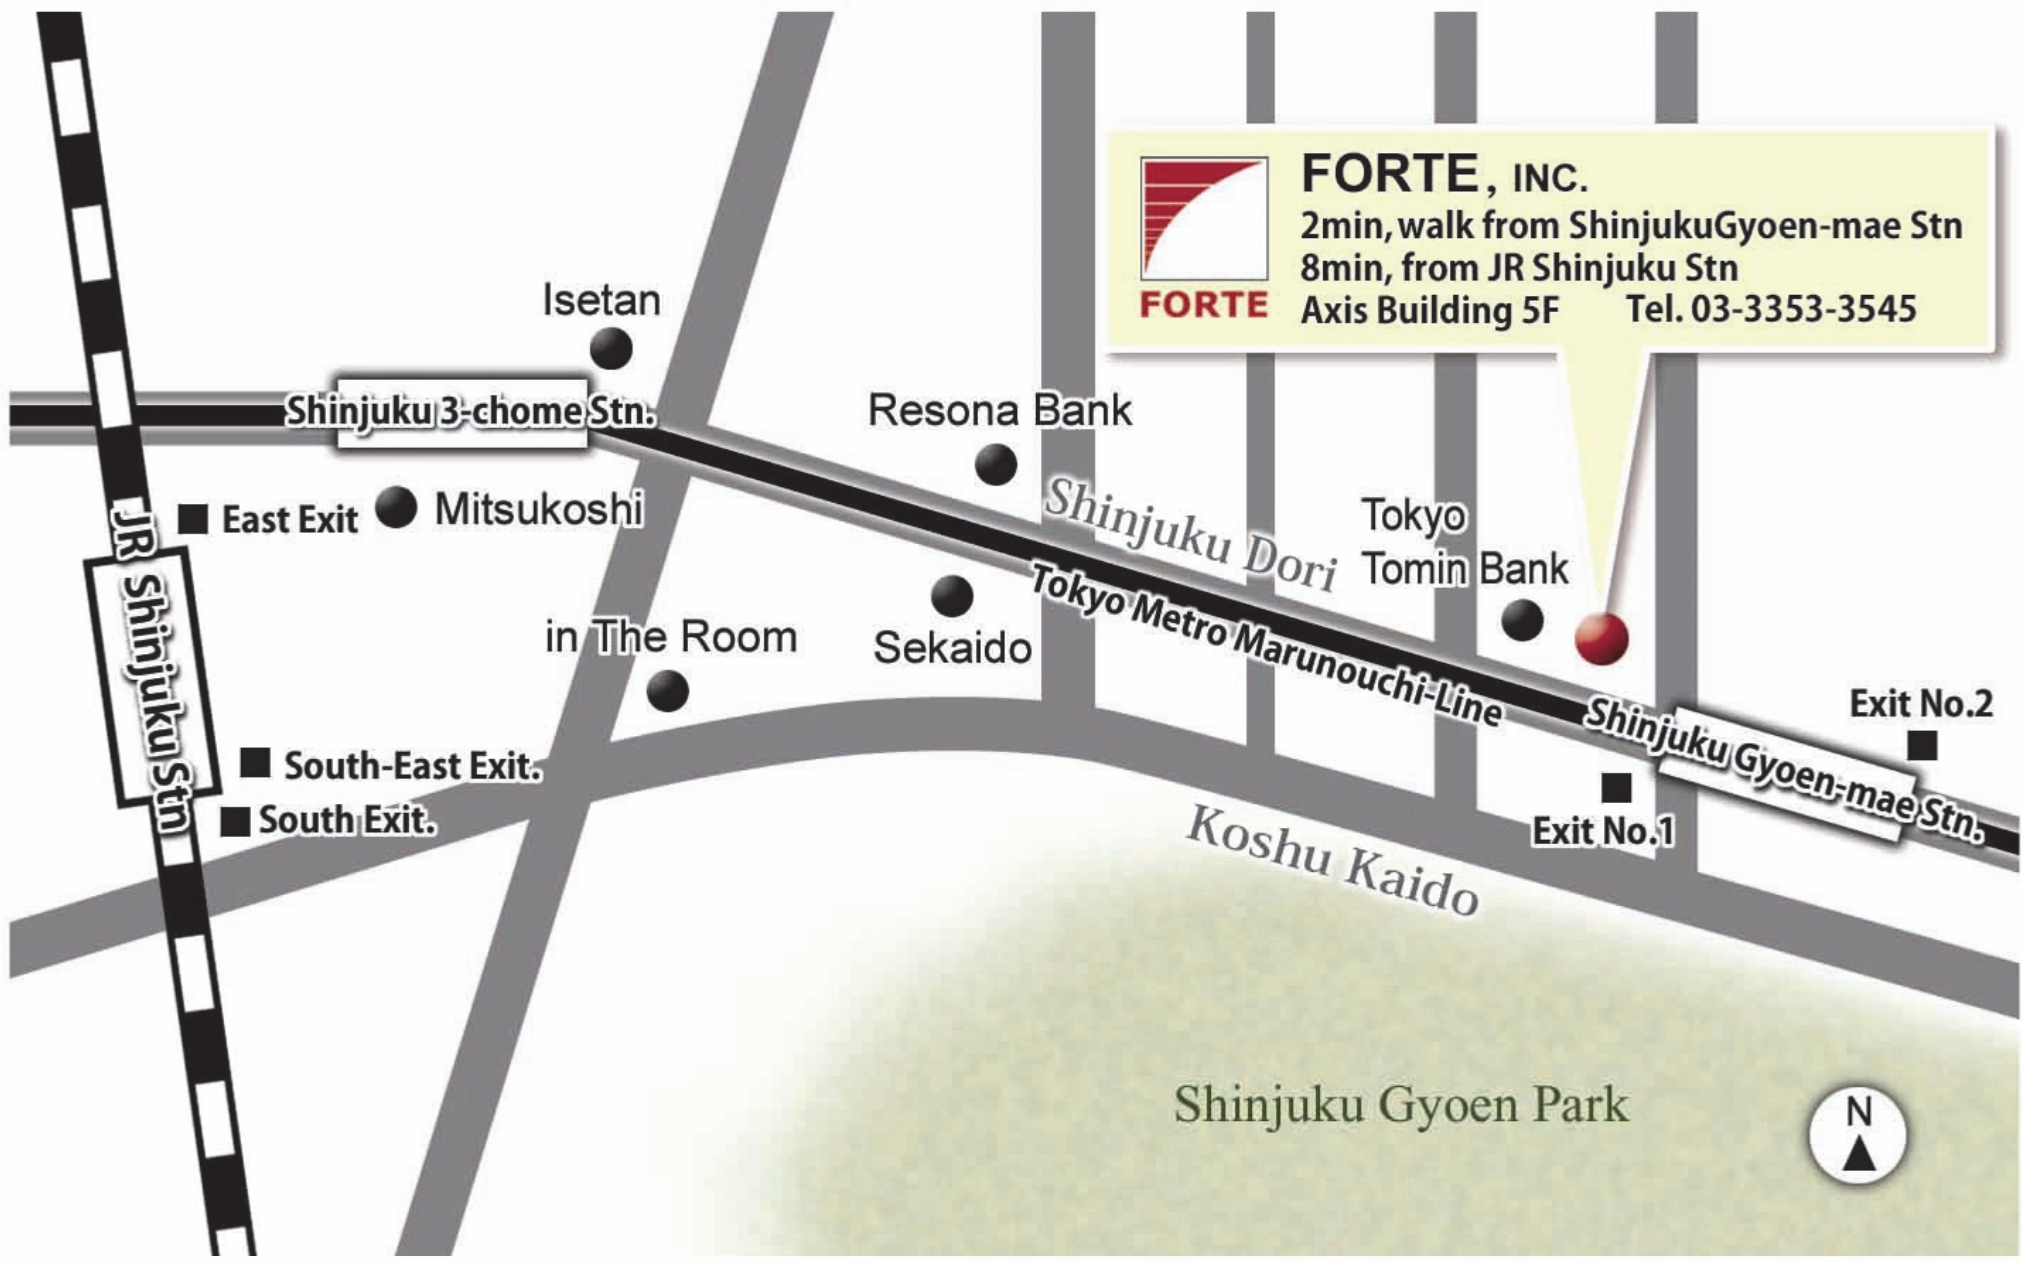 FORTE, INC.
2min, walk from ShinjukuGyoen-mae Stn
8min, from JR Shinjuku Stn
Axis Building 5F Tel. 03-3353-3545
FORTE
Isetan
Shinjuku 3-chome Stn.
Resona Bank
East Exit
Mitsukoshi
JR Shinjuku Stn
Shinjuku Dori
Tokyo
Tomin Bank
Tokyo Metro Marunouchi-Line
in The Room
Sekaido
Shinjuku Gyoen-mae Stn.
Exit No.2
South-East Exit.
South Exit.
Exit No.1
Koshu Kaido
Shinjuku Gyoen Park
N